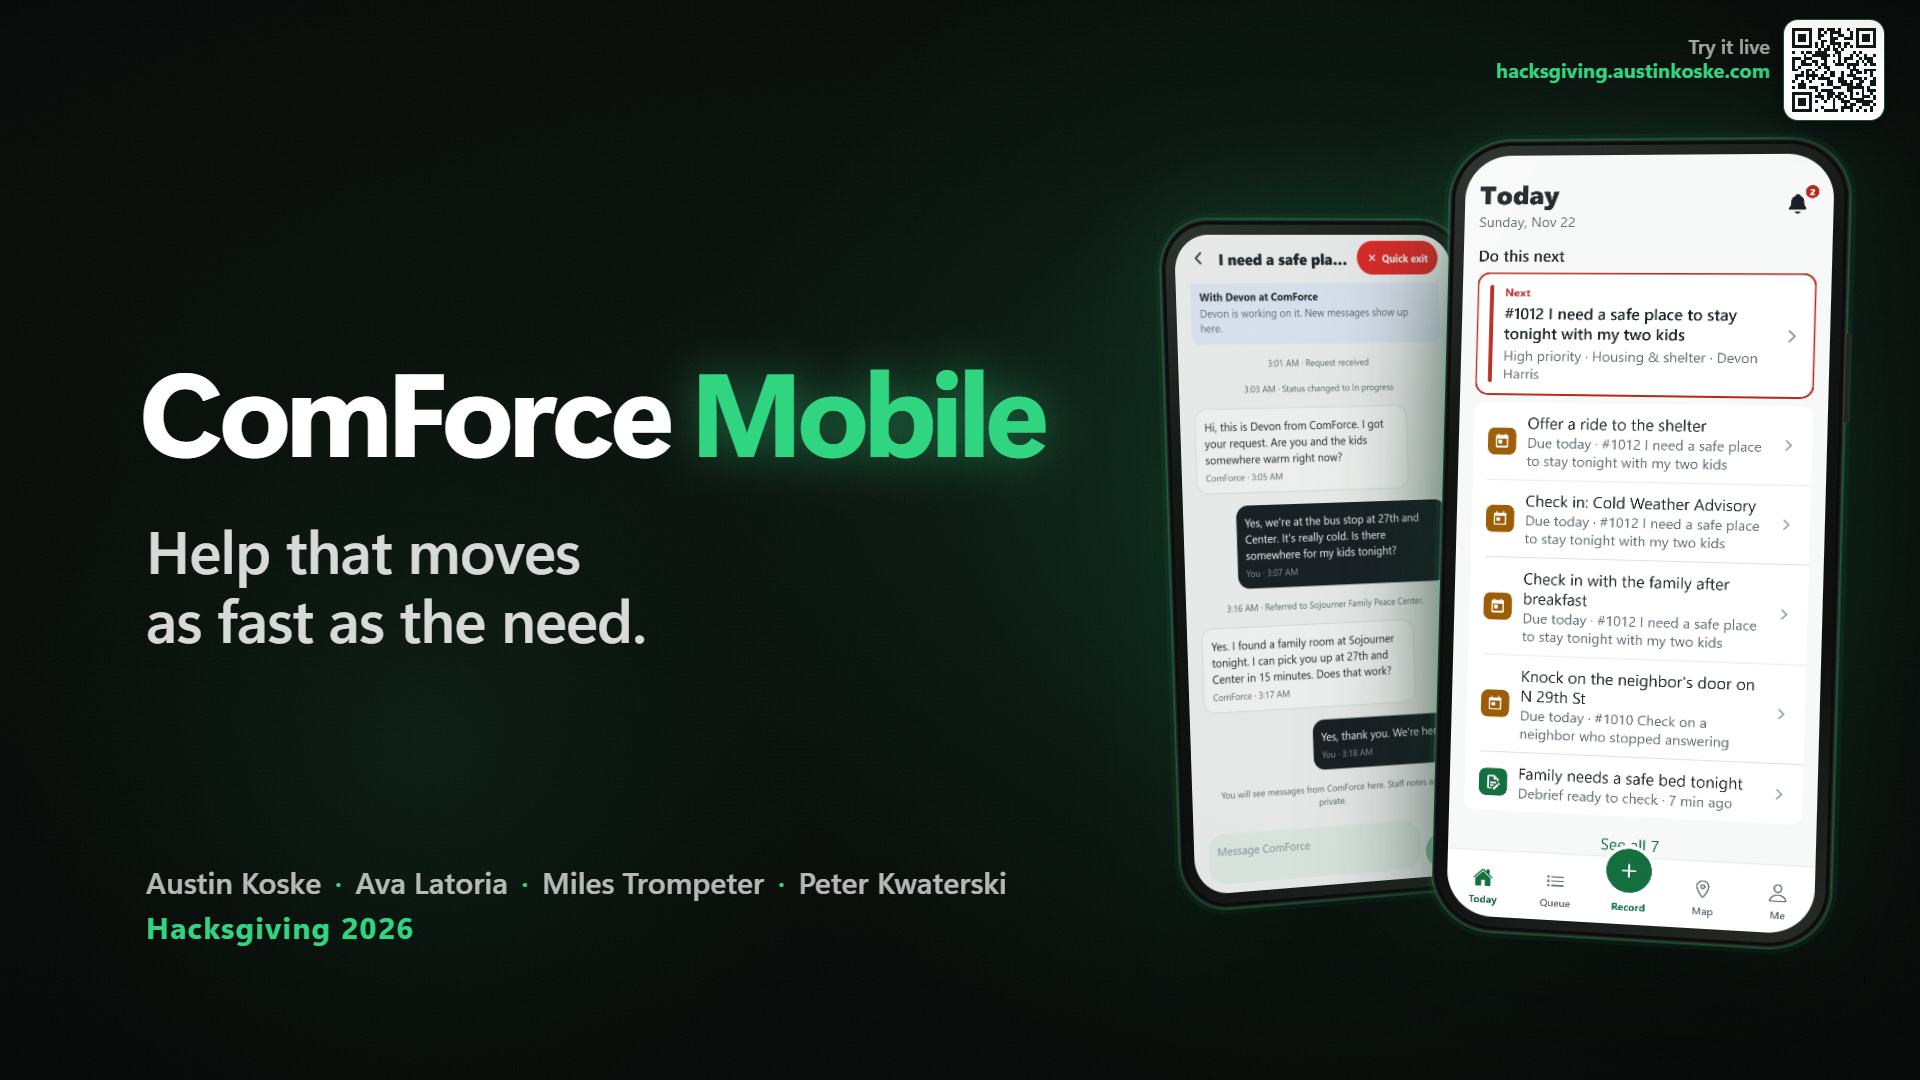 Try it live
hacksgiving.austinkoske.com
ComForce Mobile
Help that moves
as fast as the need.
Austin Koske · Ava Latoria · Miles Trompeter · Peter Kwaterski
Hacksgiving 2026
I need a safe pla...
× Quick exit
With Devon at ComForce
Devon is working on it. New messages show up
here.
3:01 AM · Request received
3:03 AM · Status changed to In progress
Hi, this is Devon from ComForce. I got
your request. Are you and the kids
somewhere warm right now?
ComForce · 3:05 AM
Yes, we're at the bus stop at 27th and
Center. It's really cold. Is there
somewhere for my kids tonight?
You · 3:07 AM
3:16 AM · Referred to Sojourner Family Peace Center.
Yes. I found a family room at Sojourner
tonight. I can pick you up at 27th and
Center in 15 minutes. Does that work?
ComForce · 3:17 AM
Yes, thank you. We're
You · 3:18 AM
You will see messages from ComForce here. Staff notes
private.
Message ComForce
Today
2
Sunday, Nov 22
Do this next
Next
#1012 I need a safe place to stay
tonight with my two kids
High priority · Housing & shelter · Devon
Harris
Offer a ride to the shelter
Due today · #1012 I need a safe place
to stay tonight with my two kids
Check in: Cold Weather Advisory
Due today · #1012 I need a safe place
to stay tonight with my two kids
Check in with the family after
breakfast
Due today · #1012 I need a safe place
to stay tonight with my two kids
Knock on the neighbor's door on
N 29th St
Due today · #1010 Check on a
neighbor who stopped answering
Family needs a safe bed tonight
Debrief ready to check · 7 min ago
See all 7
Today
Queue
Record
Map
Me